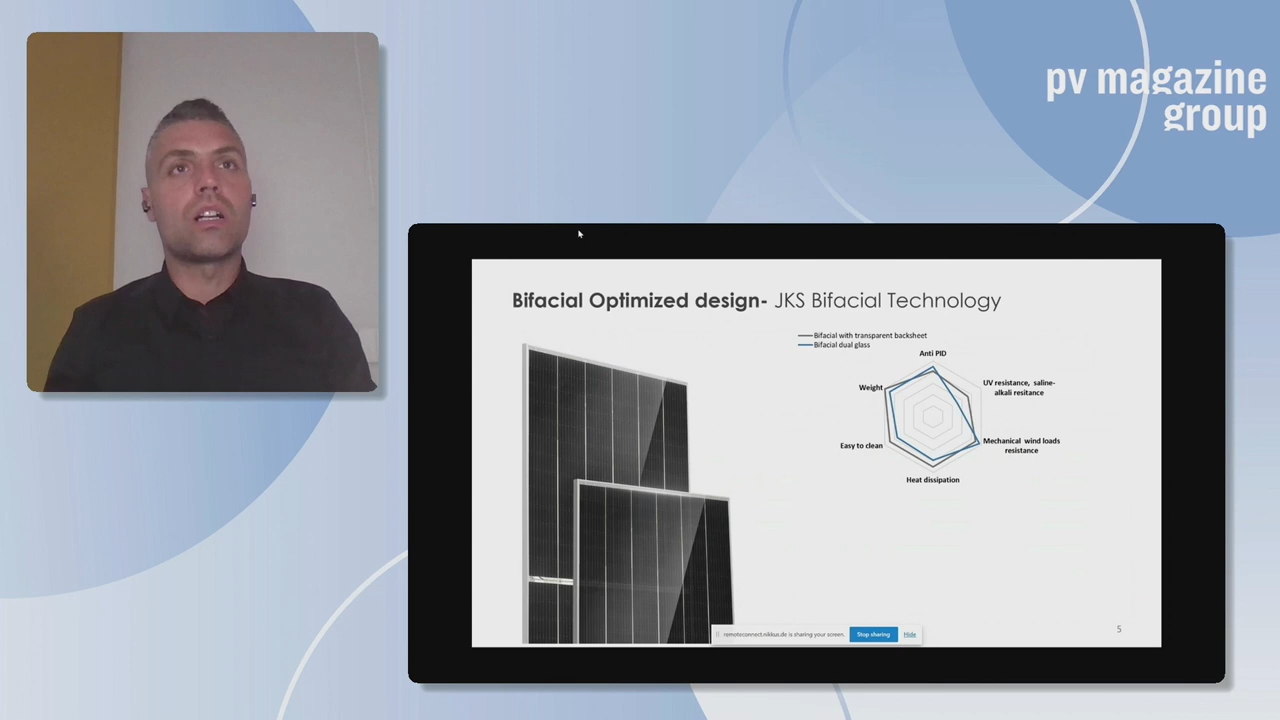 pv magazine
group
Bifacial Optimized design- JKS Bifacial Technology
Bifacial with transparent backsheet
Bifacial dual glass
Anti PID
Weight
UV resistance, saline-
alkali resitance
Easy to clean
Mechanical wind loads
resistance
Heat dissipation
5
remoteconnect.nikkus.de is sharing your screen.
Stop sharing
Hide